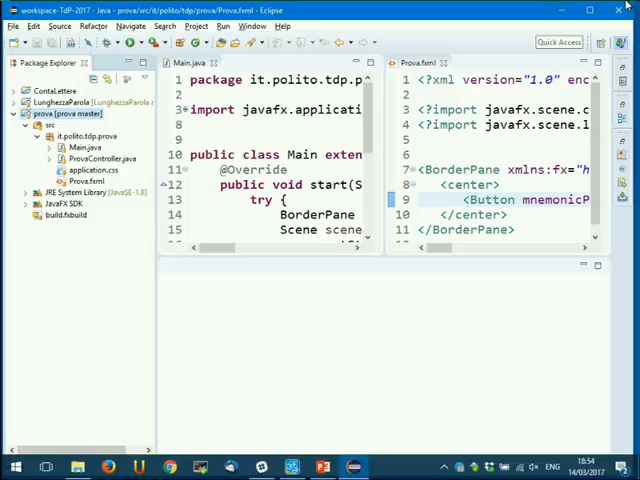 workspace-TdP-2017 - Java - prova/src/it/polito/tdp/prova/Prova.fxml - Eclipse
File Edit Source Refactor Navigate Search Project Run Window Help
Quick Access
Package Explorer
ContaLettere
LunghezzaParola
prova [prova master]
src
it.polito.tdp.prova
Main.java
ProvaController.java
application.css
Prova.fxml
JRE System Library [JavaSE-1.8]
JavaFX SDK
build.fxbuild
Main.java
1 package it.polito.tdp.p
2
3 import javafx.applicati
8
9
10 public class Main exten
11 @Override
12 public void start(S
13 try {
14 BorderPane
15 Scene scene
16
Prova.fxml
1 <?xml version="1.0" enc
2
3 <?import javafx.scene.c
4 <?import javafx.scene.l
5
6
7 <BorderPane xmlns:fx="h
8 <center>
9 <Button mnemonicP
10 </center>
11 </BorderPane>
ENG
18:54
14/03/2017